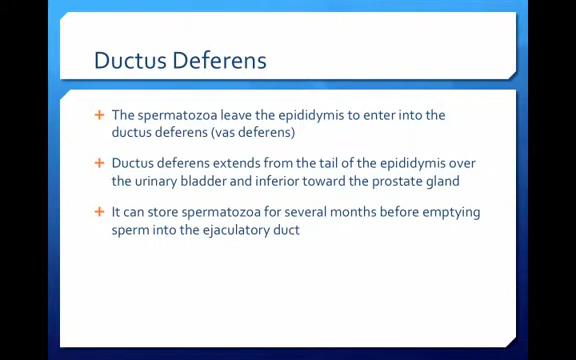 Ductus Deferens
+ The spermatozoa leave the epididymis to enter into the
ductus deferens (vas deferens)
+ Ductus deferens extends from the tail of the epididymis over
the urinary bladder and inferior toward the prostate gland
+ It can store spermatozoa for several months before emptying
sperm into the ejaculatory duct